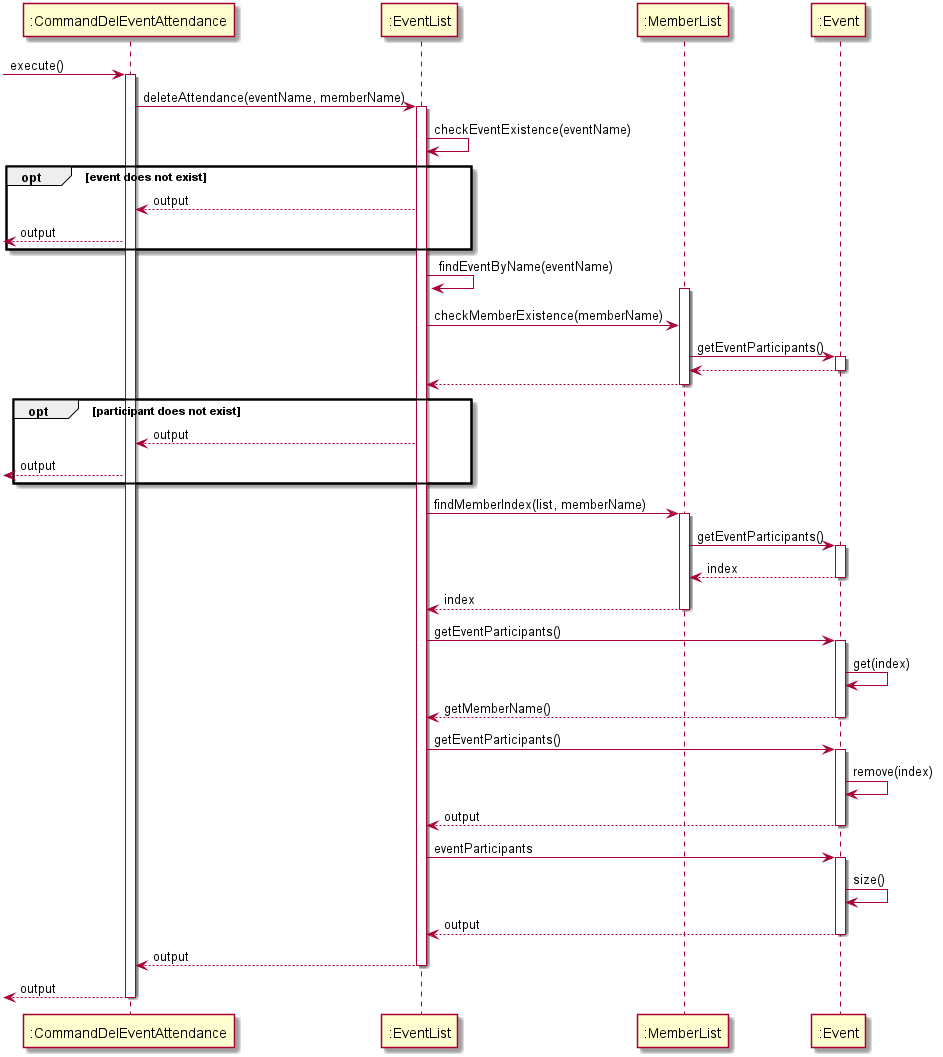 :CommandDelEventAttendance
:EventList
:MemberList
:Event
execute()
deleteAttendance(eventName, memberName)
checkEventExistence(eventName)
opt
[event does not exist]
output
output
findEventByName(eventName)
checkMemberExistence(memberName)
getEventParticipants()
opt
[participant does not exist]
output
output
findMemberIndex(list, memberName)
getEventParticipants()
index
index
getEventParticipants()
get(index)
getMemberName()
getEventParticipants()
remove(index)
output
eventParticipants
size()
output
output
output
:CommandDelEventAttendance
:EventList
:MemberList
:Event